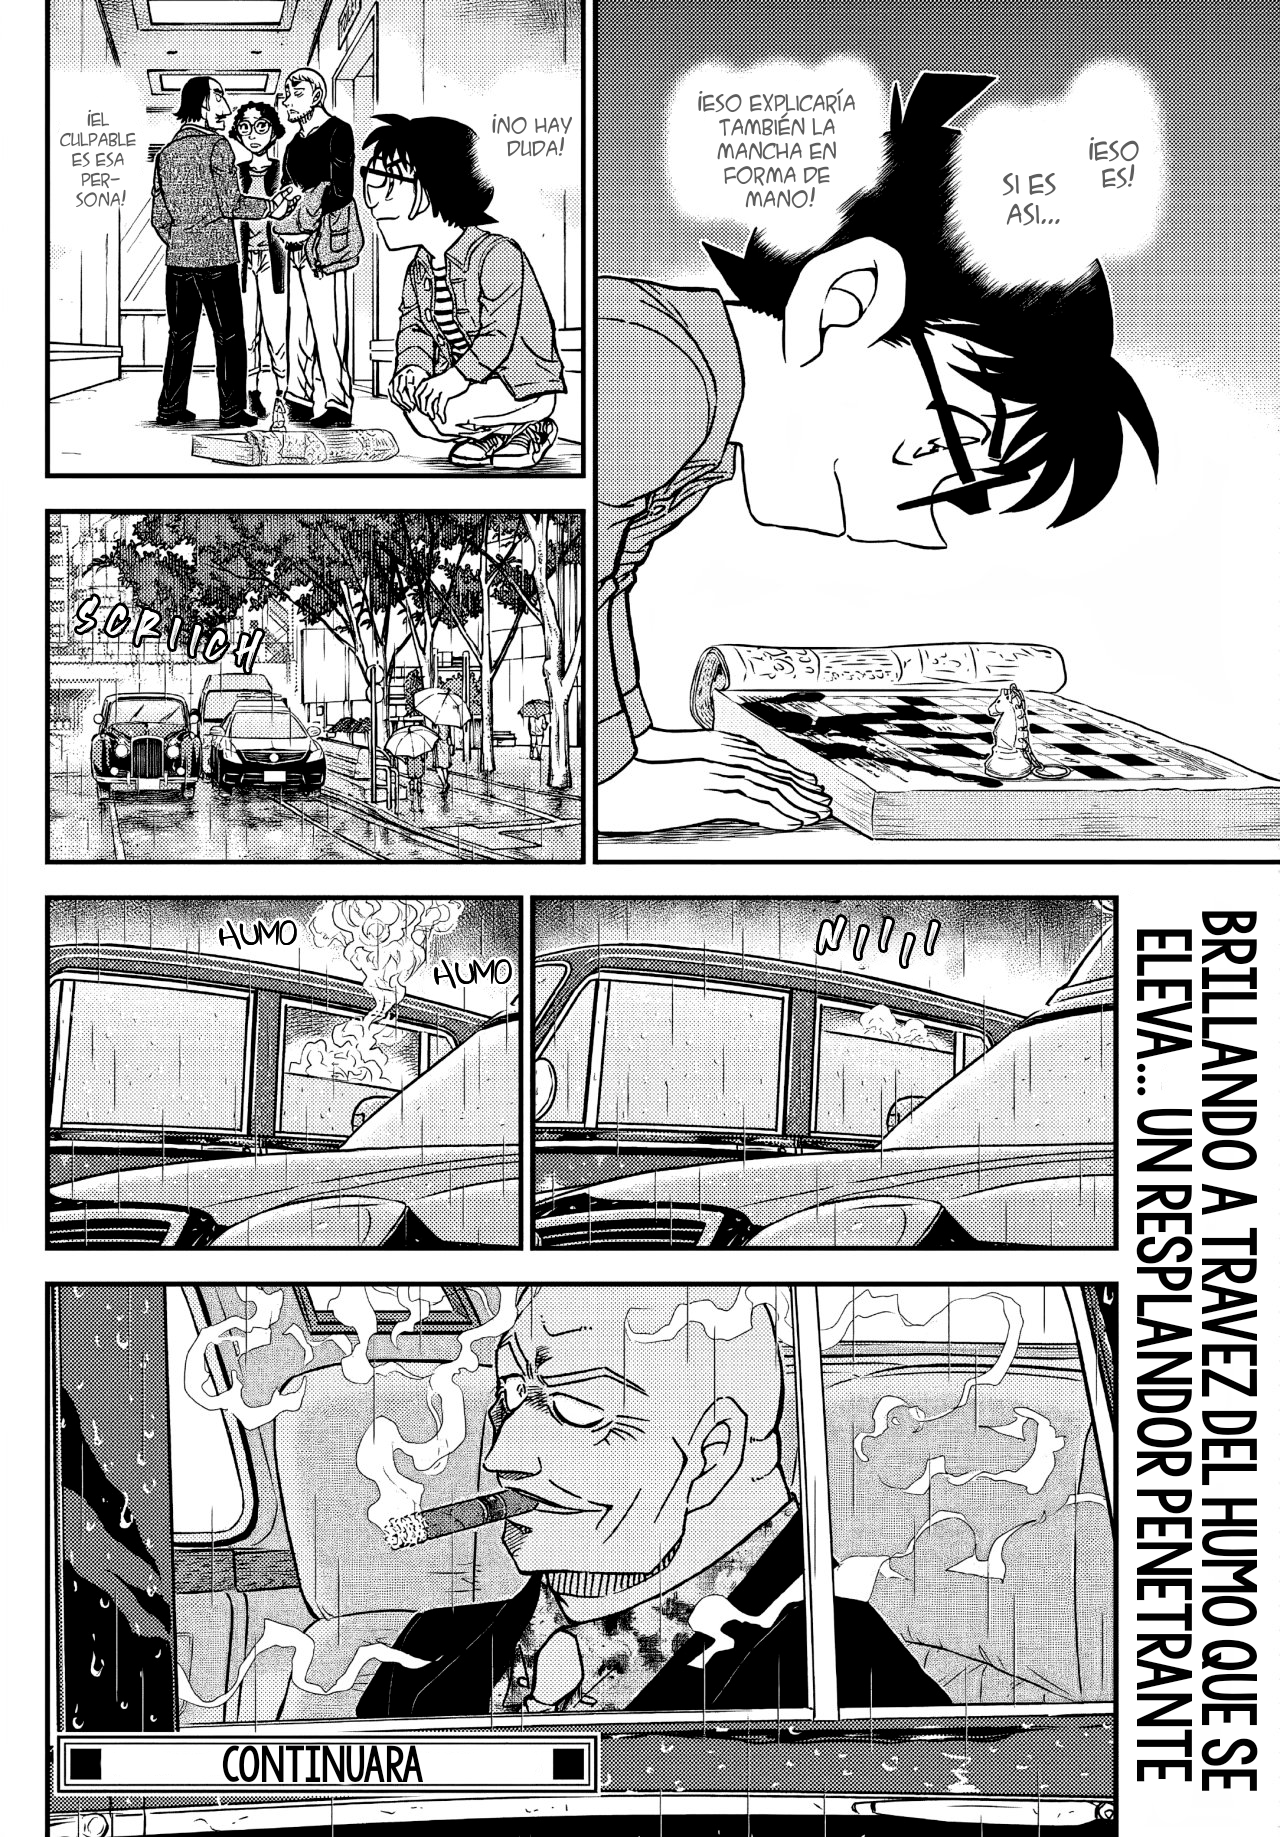 ¡ESO
ES!
SI ES
ASI...
¡ESO EXPLICARÍA
TAMBIÉN LA
MANCHA EN
FORMA DE
MANO!
¡NO HAY
DUDA!
¡EL
CULPABLE
ES ESA
PER-
SONA!
SCRIICH
NIIII
HUMO
HUMO
BRILLANDO A TRAVEZ DEL HUMO QUE SE
ELEVA.... UN RESPLANDOR PENETRANTE
CONTINUARA